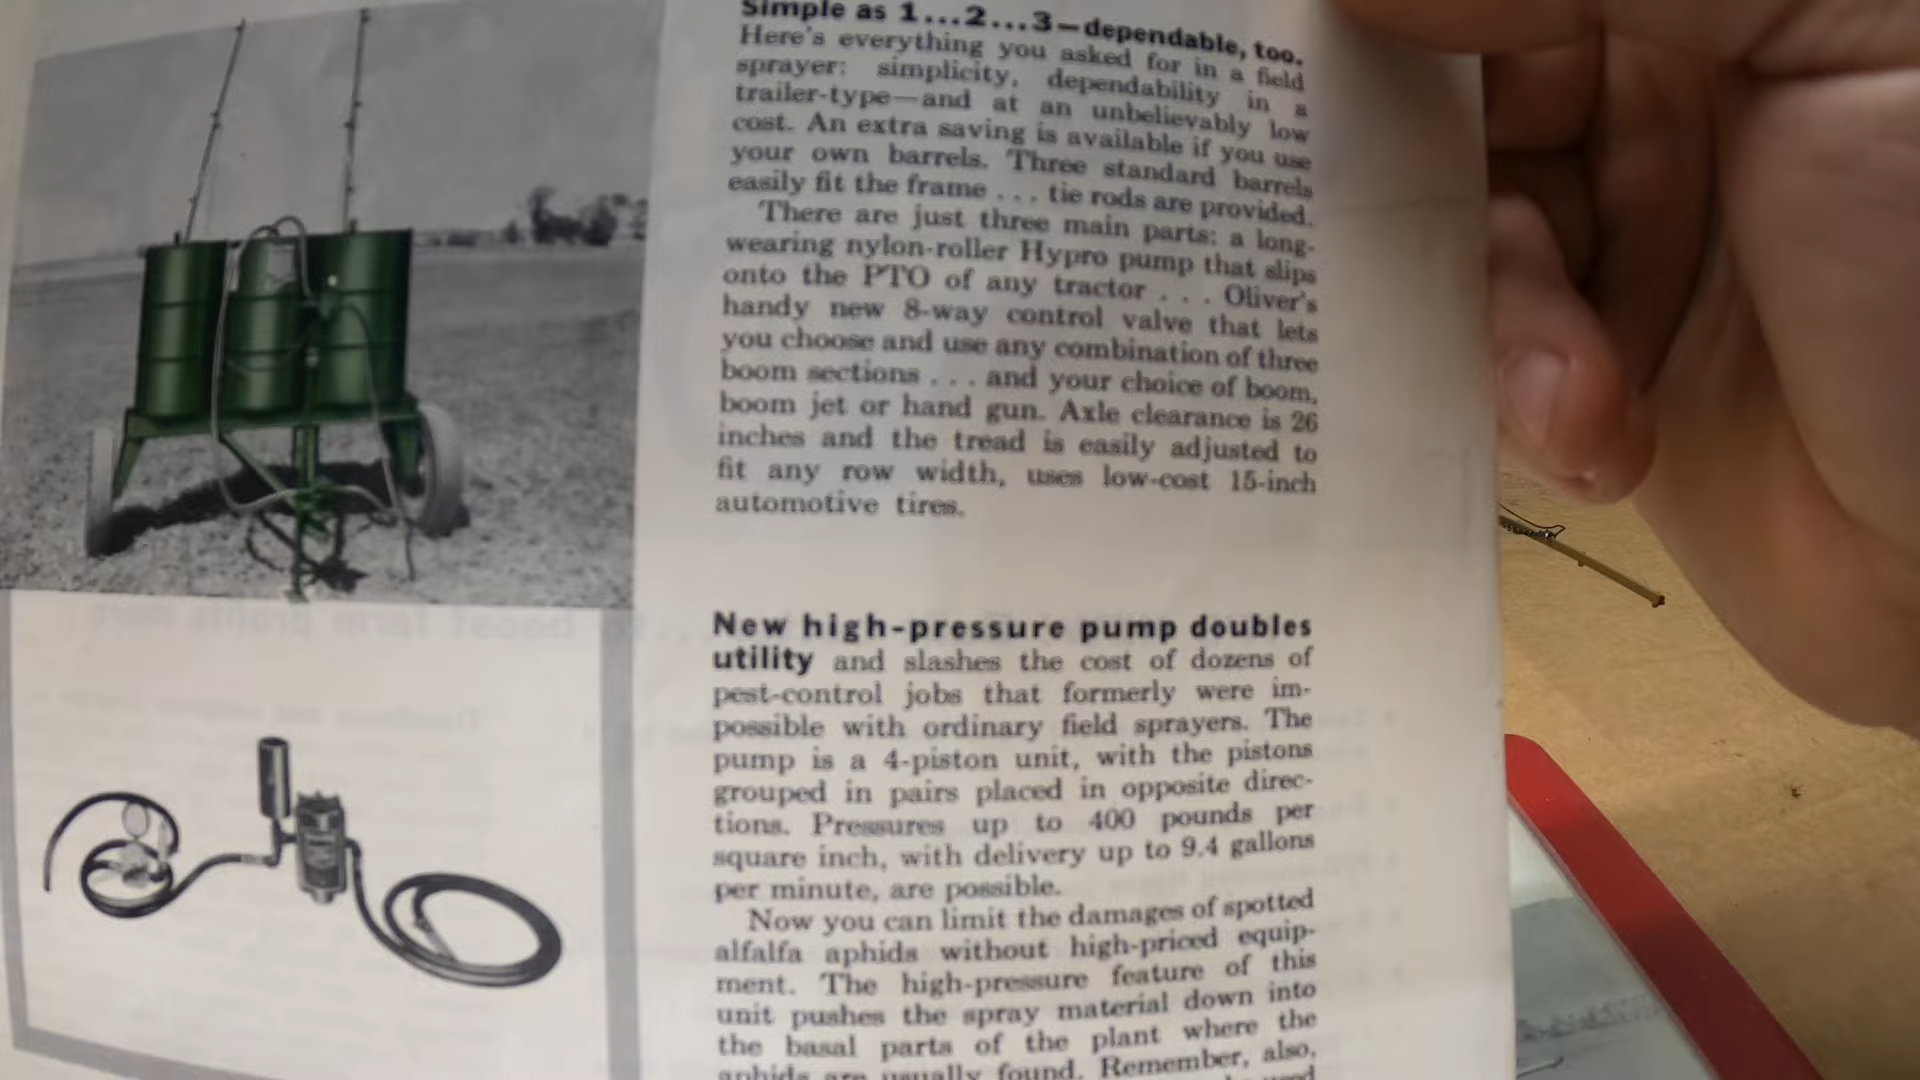 Simple as 1...2...3—dependable, too.
Here's everything you asked for in a field
sprayer: simplicity, dependability in a
trailer-type—and at an unbelievably low
cost. An extra saving is available if you use
your own barrels. Three standard barrels
easily fit the frame . . . tie rods are provided.
There are just three main parts: a long-
wearing nylon-roller Hypro pump that slips
onto the PTO of any tractor . . . Oliver's
handy new 8-way control valve that lets
you choose and use any combination of three
boom sections . . . and your choice of boom,
boom jet or hand gun. Axle clearance is 26
inches and the tread is easily adjusted to
fit any row width, uses low-cost 15-inch
automotive tires.
New high-pressure pump doubles
utility and slashes the cost of dozens of
pest-control jobs that formerly were im-
possible with ordinary field sprayers. The
pump is a 4-piston unit, with the pistons
grouped in pairs placed in opposite direc-
tions. Pressures up to 400 pounds per
square inch, with delivery up to 9.4 gallons
per minute, are possible.
Now you can limit the damages of spotted
alfalfa aphids without high-priced equip-
ment. The high-pressure feature of this
unit pushes the spray material down into
the basal parts of the plant where the
aphids are usually found. Remember, also,